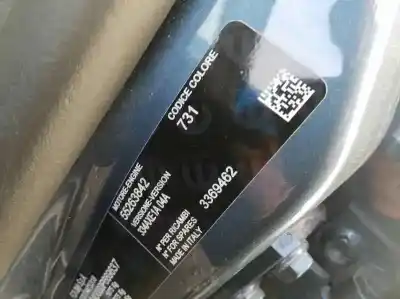 MOTORE-ENGINE
55263842
VERSIONE-VERSION
N° PER RICAMBI
N° FOR SPARES
MADE IN ITALY
3369462
CODICE COLORE
731